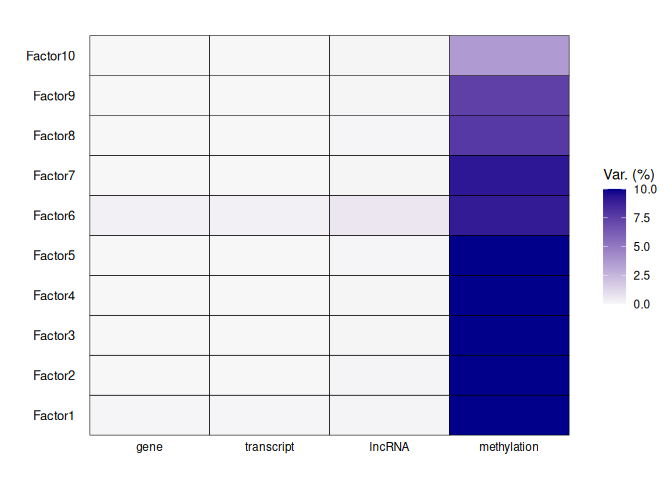 Factor10
Factor9
Factor8
Factor7
Factor6
Factor5
Factor4
Factor3
Factor2
Factor1
gene transcript lncRNA methylation
Var. (%)
10.0
7.5
5.0
2.5
0.0